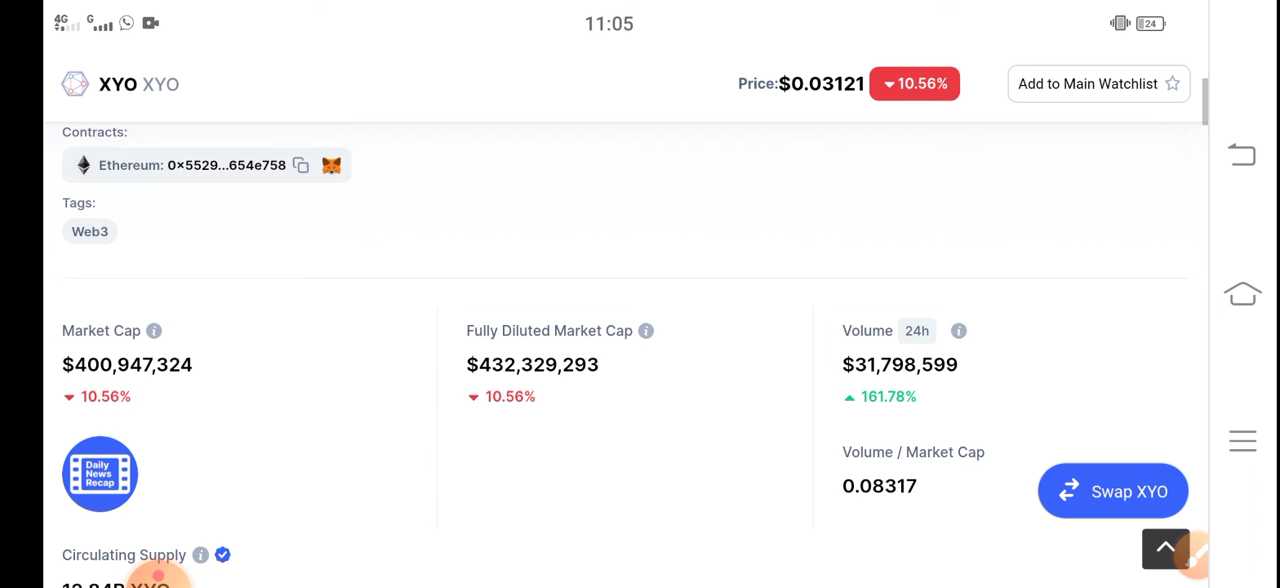 4G G 11:05 24
XYO XYO Price:$0.03121 10.56% Add to Main Watchlist
Contracts:
Ethereum: 0x5529...654e758
Tags:
Web3
Market Cap Fully Diluted Market Cap Volume 24h
$400,947,324 $432,329,293 $31,798,599
10.56% 10.56% 161.78%
Daily
News
Recap
Volume / Market Cap
0.08317
Swap XYO
Circulating Supply